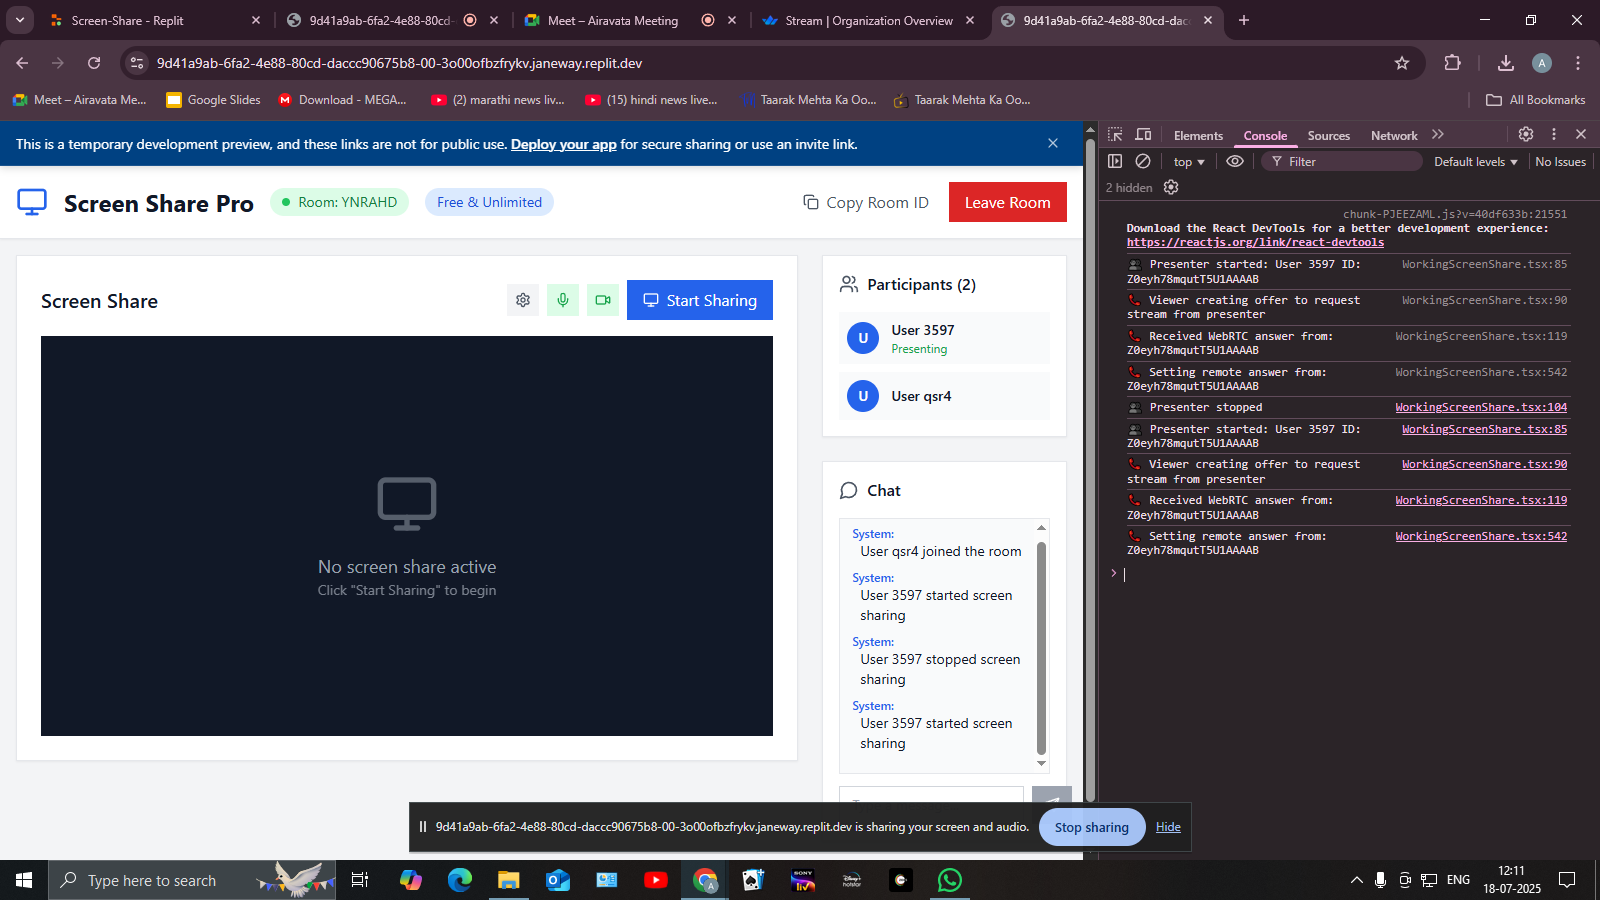 Screen-Share - Replit
9d41a9ab-6fa2-4e88-80cd-
Meet – Airavata Meeting
Stream | Organization Overview
9d41a9ab-6fa2-4e88-80cd-dacc
9d41a9ab-6fa2-4e88-80cd-daccc90675b8-00-3o00ofbzfrykv.janeway.replit.dev
A
Meet – Airavata Me...
Google Slides
Download - MEGA...
(2) marathi news liv...
(15) hindi news live...
Taarak Mehta Ka Oo...
Taarak Mehta Ka Oo...
All Bookmarks
This is a temporary development preview, and these links are not for public use. Deploy your app for secure sharing or use an invite link.
Screen Share Pro
Room: YNRAHD
Free & Unlimited
Copy Room ID
Leave Room
Screen Share
Start Sharing
No screen share active
Click "Start Sharing" to begin
Participants (2)
U
User 3597
Presenting
U
User qsr4
Chat
System:
User qsr4 joined the room
System:
User 3597 started screen
sharing
System:
User 3597 stopped screen
sharing
System:
User 3597 started screen
sharing
Elements
Console
Sources
Network
top
Filter
Default levels
No Issues
2 hidden
chunk-PJEEZAML.js?v=40df633b:21551
Download the React DevTools for a better development experience:
https://reactjs.org/link/react-devtools
Presenter started: User 3597 ID: WorkingScreenShare.tsx:85
Z0eyh78mqutT5U1AAAAB
Viewer creating offer to request WorkingScreenShare.tsx:90
stream from presenter
Received WebRTC answer from: WorkingScreenShare.tsx:119
Z0eyh78mqutT5U1AAAAB
Setting remote answer from: WorkingScreenShare.tsx:542
Z0eyh78mqutT5U1AAAAB
Presenter stopped WorkingScreenShare.tsx:104
Presenter started: User 3597 ID: WorkingScreenShare.tsx:85
Z0eyh78mqutT5U1AAAAB
Viewer creating offer to request WorkingScreenShare.tsx:90
stream from presenter
Received WebRTC answer from: WorkingScreenShare.tsx:119
Z0eyh78mqutT5U1AAAAB
Setting remote answer from: WorkingScreenShare.tsx:542
Z0eyh78mqutT5U1AAAAB
9d41a9ab-6fa2-4e88-80cd-daccc90675b8-00-3o00ofbzfrykv.janeway.replit.dev is sharing your screen and audio.
Stop sharing
Hide
Type here to search
SONY
liv
hotstar
ENG
12:11
18-07-2025